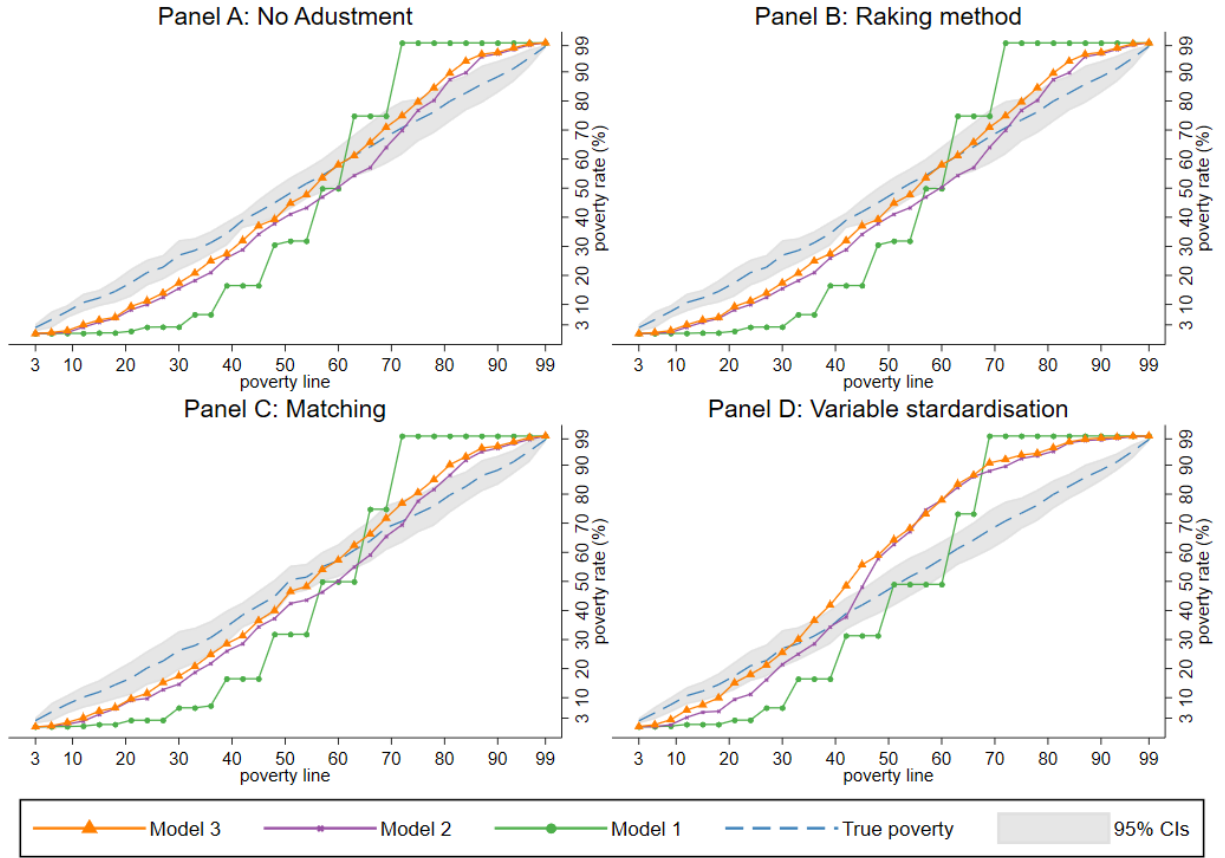 Panel A: No Adustment
Panel B: Raking method
3 10 20 30 40 50 60 70 80 90 99
poverty rate (%)
3 10 20 30 40 50 60 70 80 90 99
poverty line
3 10 20 30 40 50 60 70 80 90 99
poverty rate (%)
3 10 20 30 40 50 60 70 80 90 99
poverty line
Panel C: Matching
Panel D: Variable stardardisation
3 10 20 30 40 50 60 70 80 90 99
poverty rate (%)
3 10 20 30 40 50 60 70 80 90 99
poverty line
3 10 20 30 40 50 60 70 80 90 99
poverty rate (%)
3 10 20 30 40 50 60 70 80 90 99
poverty line
Model 3 Model 2 Model 1 True poverty 95% CIs